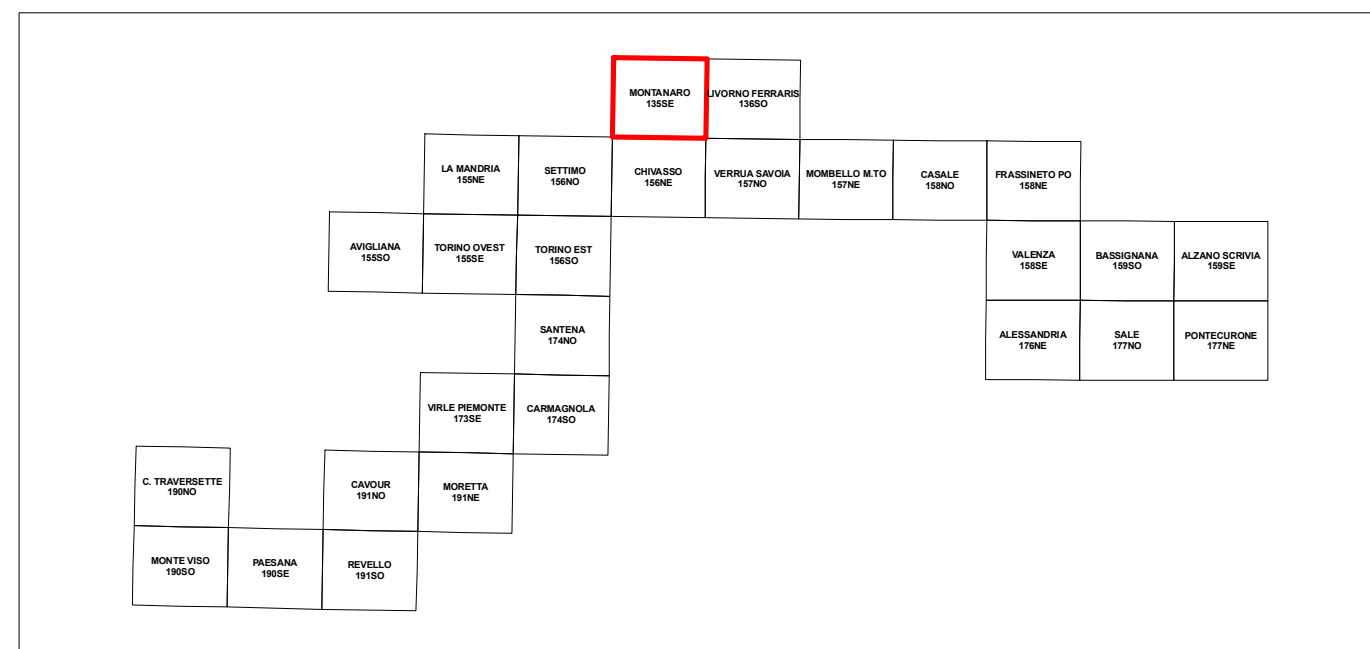 MONTANARO
135SE
LIVORNO FERRARIS
136SO
LA MANDRIA
155NE
SETTIMO
156NO
CHIVASSO
156NE
VERRUA SAVOIA
157NO
MOMBELLO M.TO
157NE
CASALE
158NO
FRASSINETO PO
158NE
AVIGLIANA
155SO
TORINO OVEST
155SE
TORINO EST
156SO
VALENZA
158SE
BASSIGNANA
159SO
ALZANO SCRIVIA
159SE
SANTENA
174NO
ALESSANDRIA
176NE
SALE
177NO
PONTECURONE
177NE
VIRLE PIEMONTE
173SE
CARMAGNOLA
174SO
C. TRAVERSETTE
190NO
CAVOUR
191NO
MORETTA
191NE
MONTE VISO
190SO
PAESANA
190SE
REVELLO
191SO